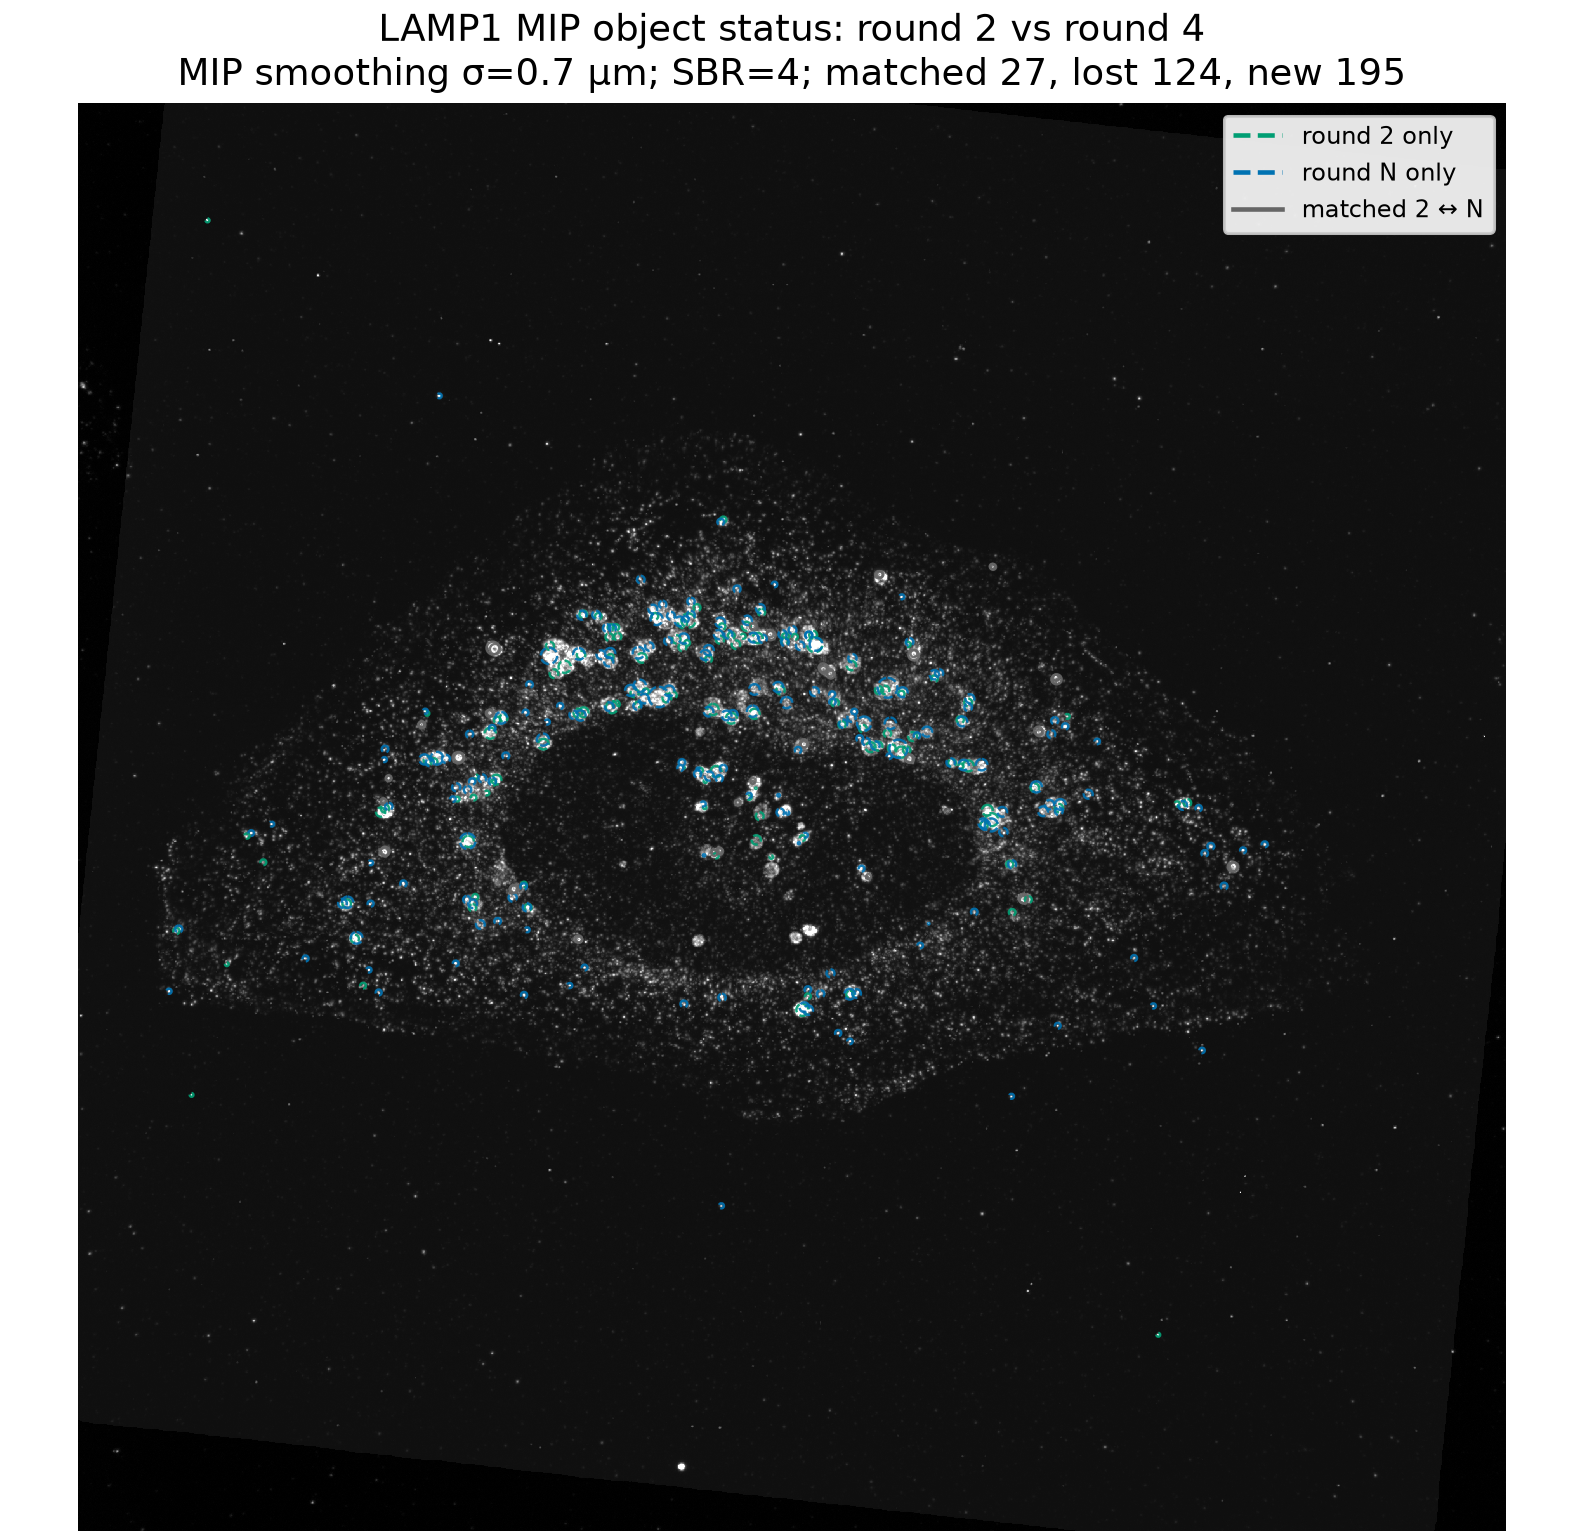 LAMP1 MIP object status: round 2 vs round 4
MIP smoothing σ=0.7 µm; SBR=4; matched 27, lost 124, new 195
round 2 only
round N only
matched 2 ↔ N